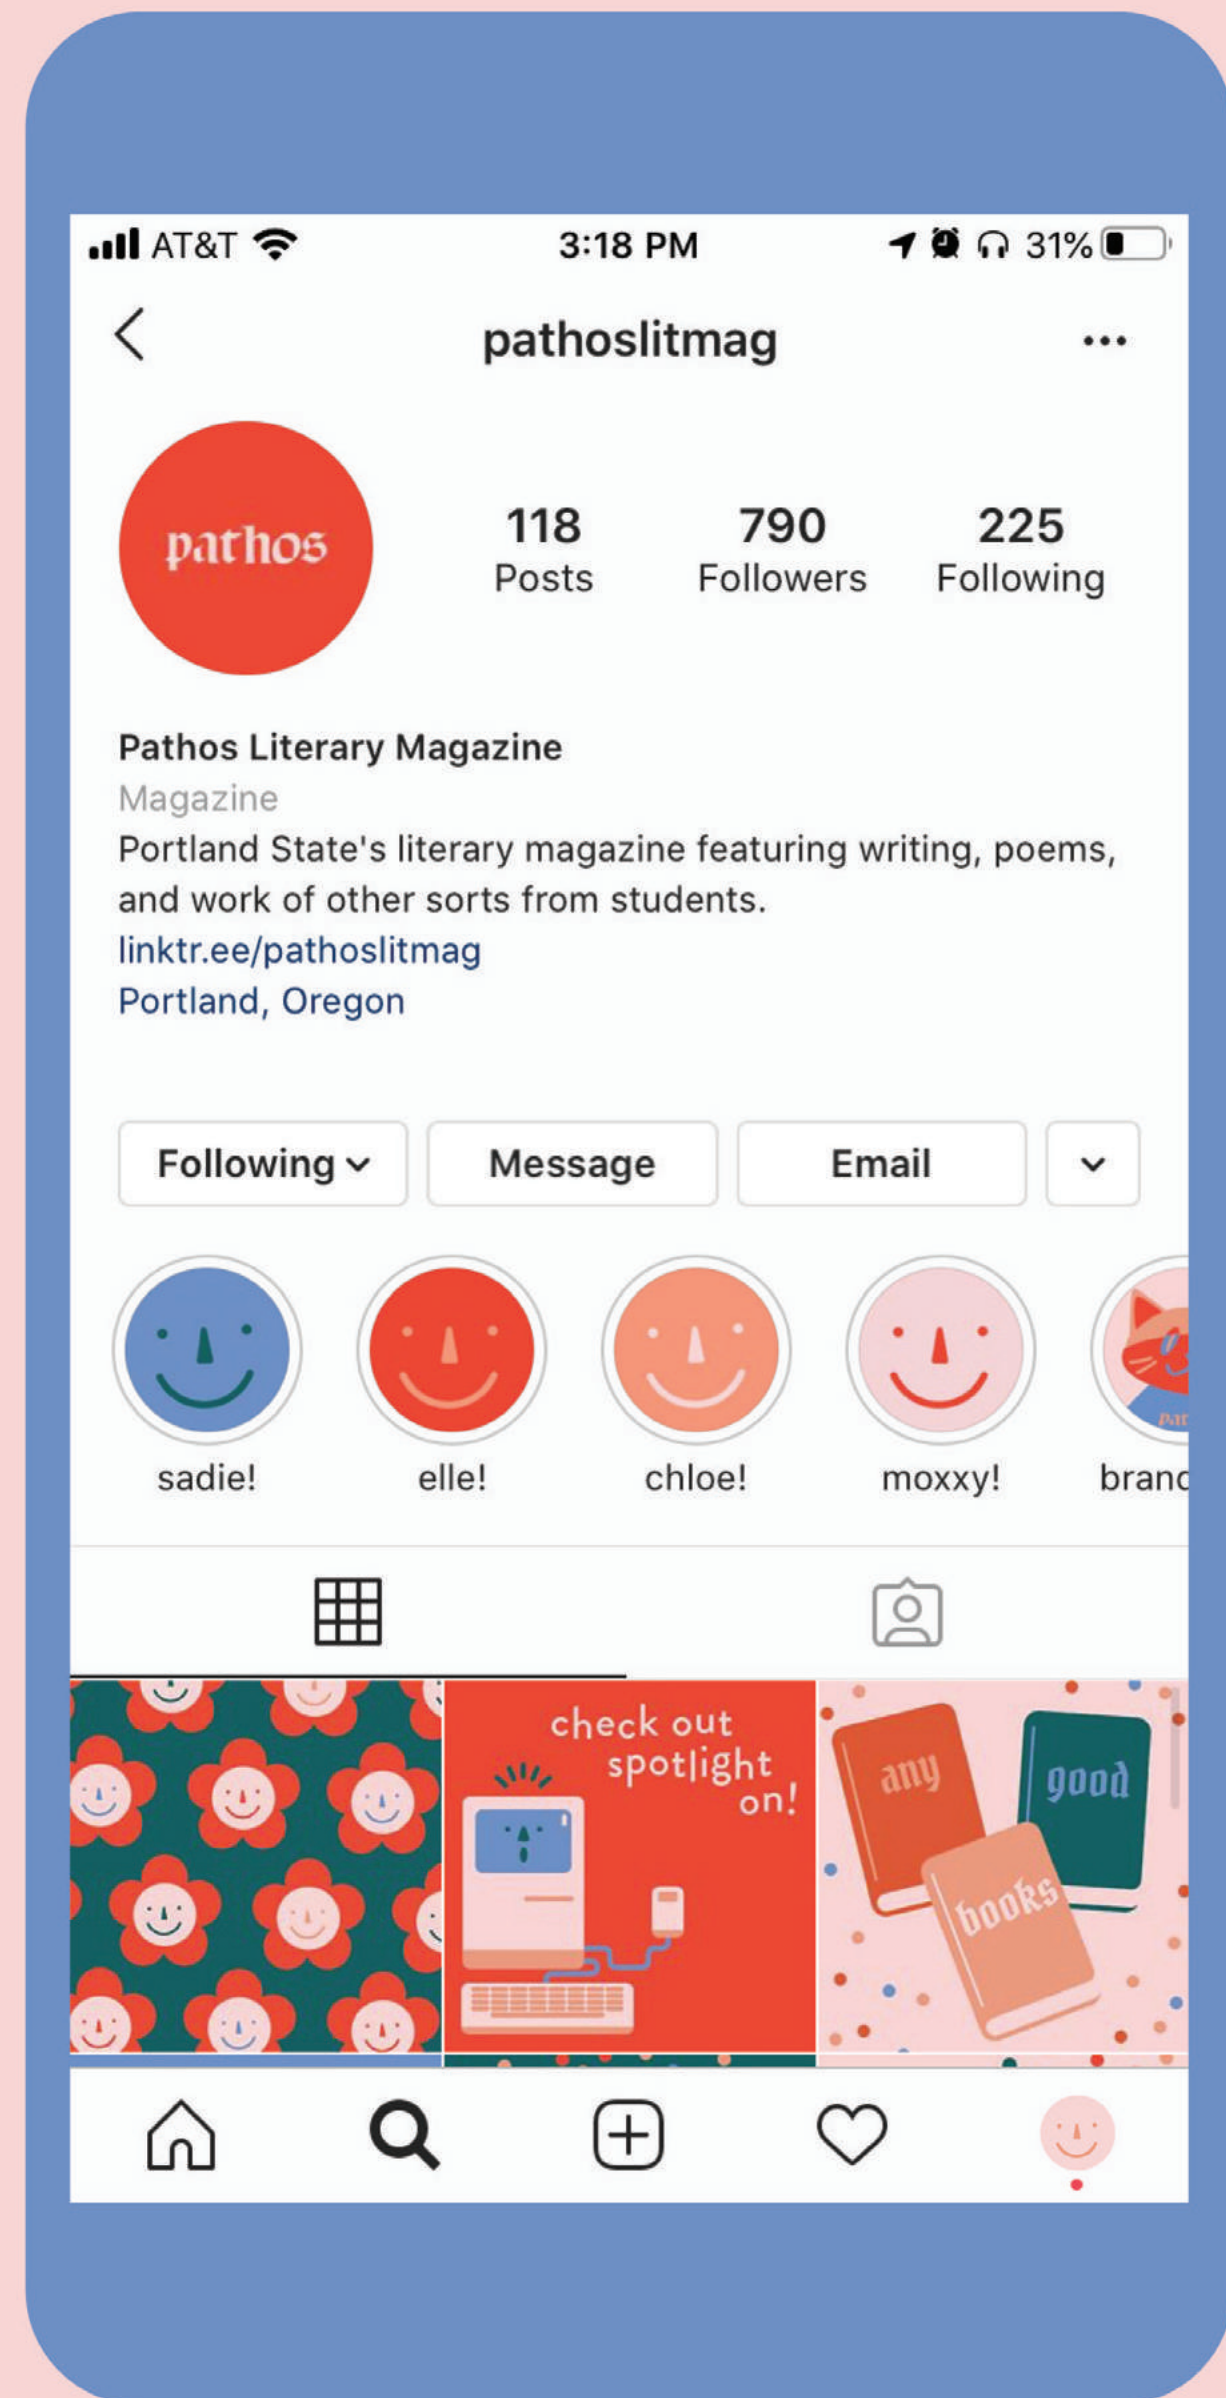 AT&T 3:18 PM 31%
pathoslitmag
pathos
118 790 225
Posts Followers Following
Pathos Literary Magazine
Magazine
Portland State's literary magazine featuring writing, poems,
and work of other sorts from students.
linktr.ee/pathoslitmag
Portland, Oregon
Following Message Email
sadie! elle! chloe! moxxy! branc
pat
check out
spotlight
on!
any
good
books